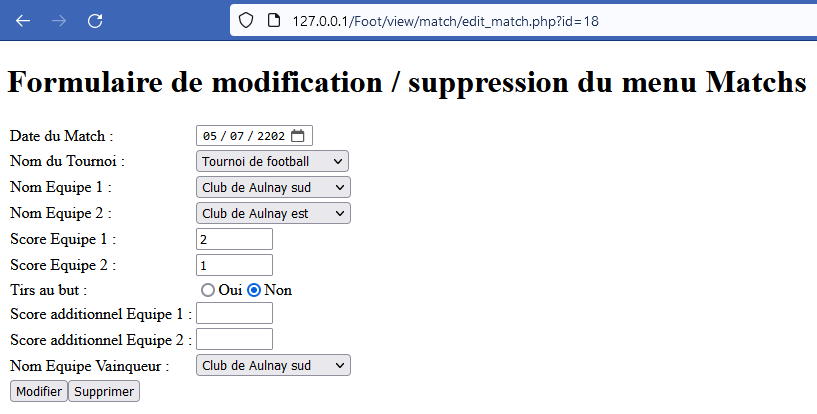 127.0.0.1/Foot/view/match/edit_match.php?id=18
Formulaire de modification / suppression du menu Matchs
Date du Match : 05 / 07 / 2202
Nom du Tournoi : Tournoi de football
Nom Equipe 1 : Club de Aulnay sud
Nom Equipe 2 : Club de Aulnay est
Score Equipe 1 : 2
Score Equipe 2 : 1
Tirs au but : Oui Non
Score additionnel Equipe 1 :
Score additionnel Equipe 2 :
Nom Equipe Vainqueur : Club de Aulnay sud
Modifier Supprimer